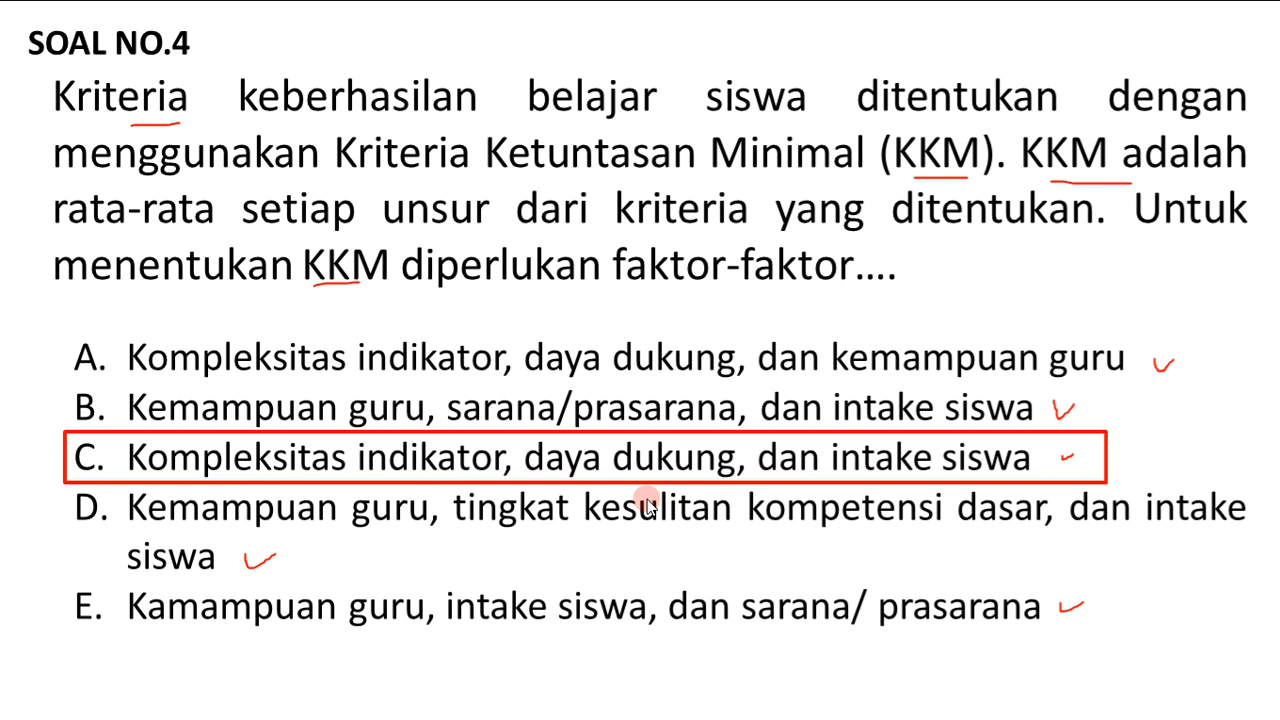 SOAL NO.4
Kriteria keberhasilan belajar siswa ditentukan dengan
menggunakan Kriteria Ketuntasan Minimal (KKM). KKM adalah
rata-rata setiap unsur dari kriteria yang ditentukan. Untuk
menentukan KKM diperlukan faktor-faktor....
A. Kompleksitas indikator, daya dukung, dan kemampuan guru
B. Kemampuan guru, sarana/prasarana, dan intake siswa
C. Kompleksitas indikator, daya dukung, dan intake siswa
D. Kemampuan guru, tingkat kesulitan kompetensi dasar, dan intake
siswa
E. Kamampuan guru, intake siswa, dan sarana/ prasarana